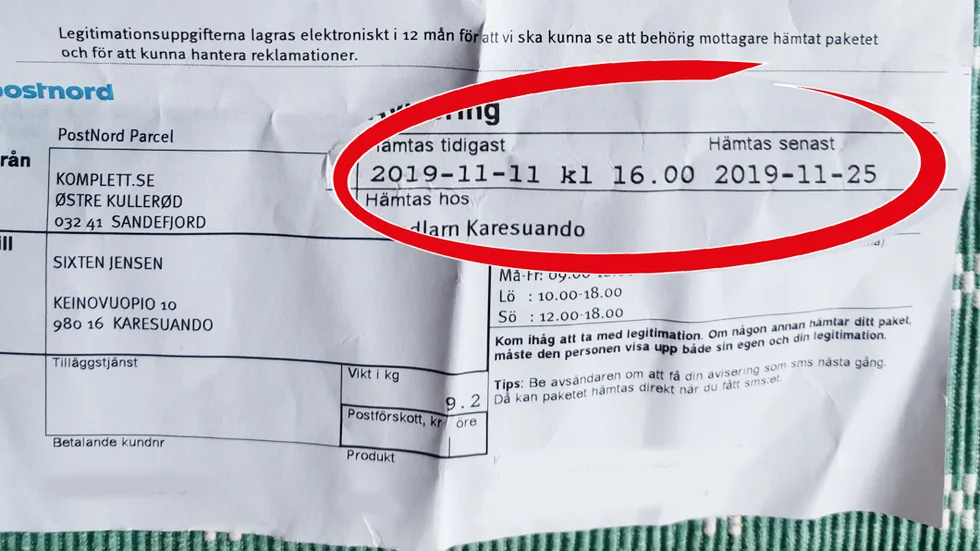 Legitimationsuppgifterna lagras elektroniskt i 12 mån för att vi ska kunna se att behörig mottagare hämtat paketet
och för att kunna hantera reklamationer.
postnord
PostNord Parcel
KOMPLETT.SE
ØSTRE KULLERØD
032 41 SANDEFJORD
SIXTEN JENSEN
KEINOVUOPIO 10
980 16 KARESUANDO
Tilläggstjänst
Vikt i kg
9.2
Postförskott, kr öre
Betalande kundnr
Produkt
Hämtas tidigast Hämtas senast
2019-11-11 kl 16.00 2019-11-25
Hämtas hos
Karesuando
Må-Fr: 09.00
Lö : 10.00-18.00
Sö : 12.00-18.00
Kom ihåg att ta med legitimation. Om någon annan hämtar ditt paket,
måste den personen visa upp både sin egen och din legitimation.
Tips: Be avsändaren om att få din avisering som sms nästa gång.
Då kan paketet hämtas direkt när du fått sms:et.